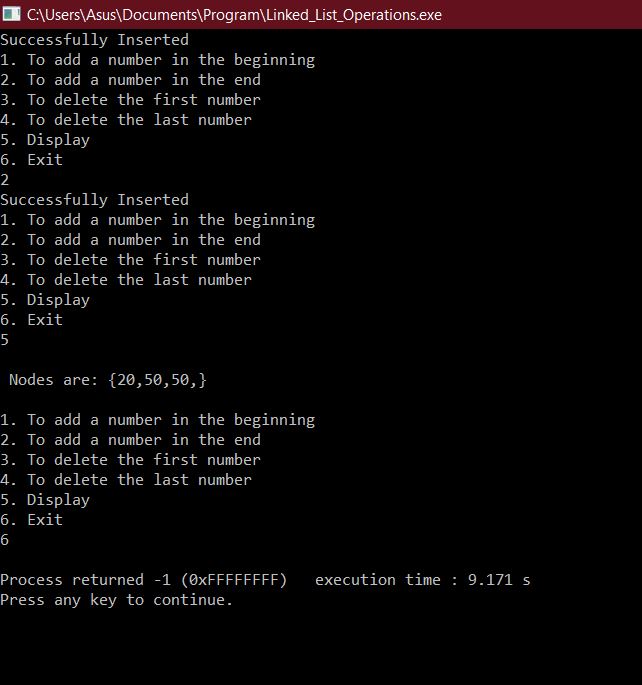 C:\Users\Asus\Documents\Program\Linked_List_Operations.exe
Successfully Inserted
1. To add a number in the beginning
2. To add a number in the end
3. To delete the first number
4. To delete the last number
5. Display
6. Exit
2
Successfully Inserted
1. To add a number in the beginning
2. To add a number in the end
3. To delete the first number
4. To delete the last number
5. Display
6. Exit
5
Nodes are: {20,50,50,}
1. To add a number in the beginning
2. To add a number in the end
3. To delete the first number
4. To delete the last number
5. Display
6. Exit
6
Process returned -1 (0xFFFFFFFF)   execution time : 9.171 s
Press any key to continue.